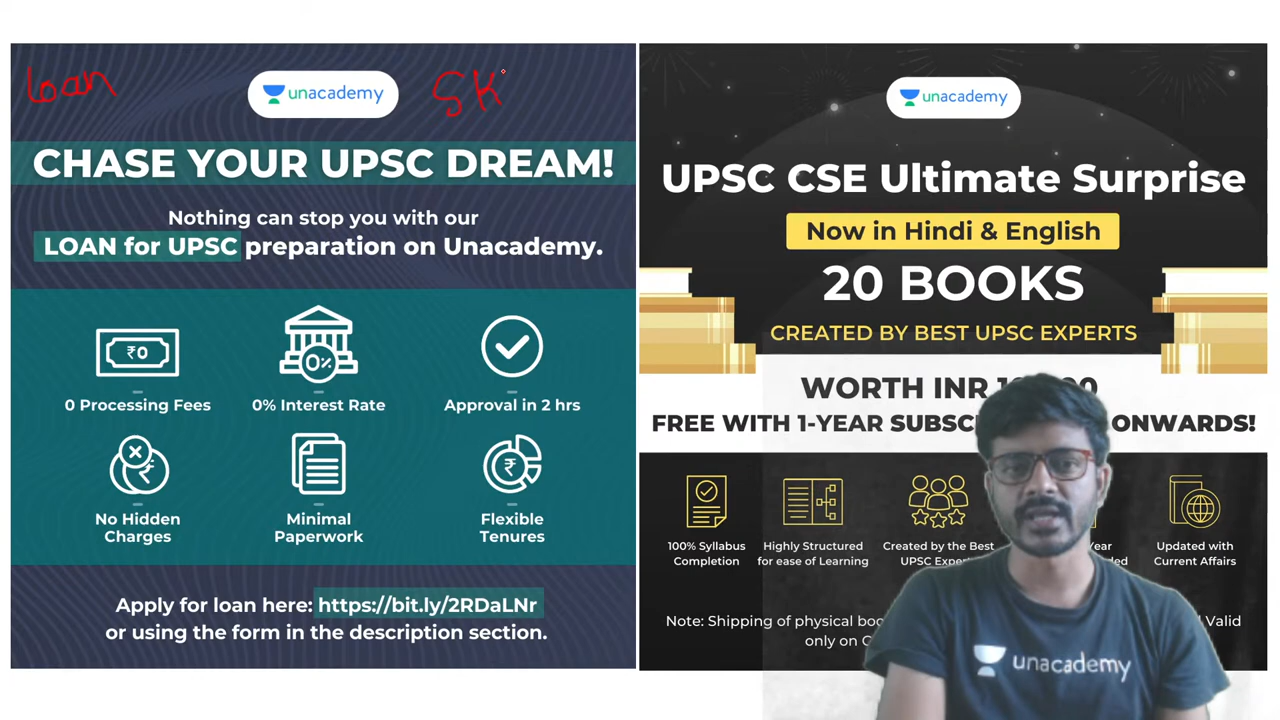 Loan
unacademy
SK
CHASE YOUR UPSC DREAM!
Nothing can stop you with our
LOAN for UPSC preparation on Unacademy.
₹0
0%
0 Processing Fees
0% Interest Rate
Approval in 2 hrs
₹
₹
No Hidden
Charges
Minimal
Paperwork
Flexible
Tenures
Apply for loan here: https://bit.ly/2RDaLNr
or using the form in the description section.
unacademy
UPSC CSE Ultimate Surprise
Now in Hindi & English
20 BOOKS
CREATED BY BEST UPSC EXPERTS
WORTH INR
FREE WITH 1-YEAR ONWARDS!
100% Syllabus
Completion
Highly Structured
for ease of Learning
Created by the Best
UPSC
Year
Updated with
Current Affairs
Note: Shipping of physical Valid
only on
unacademy